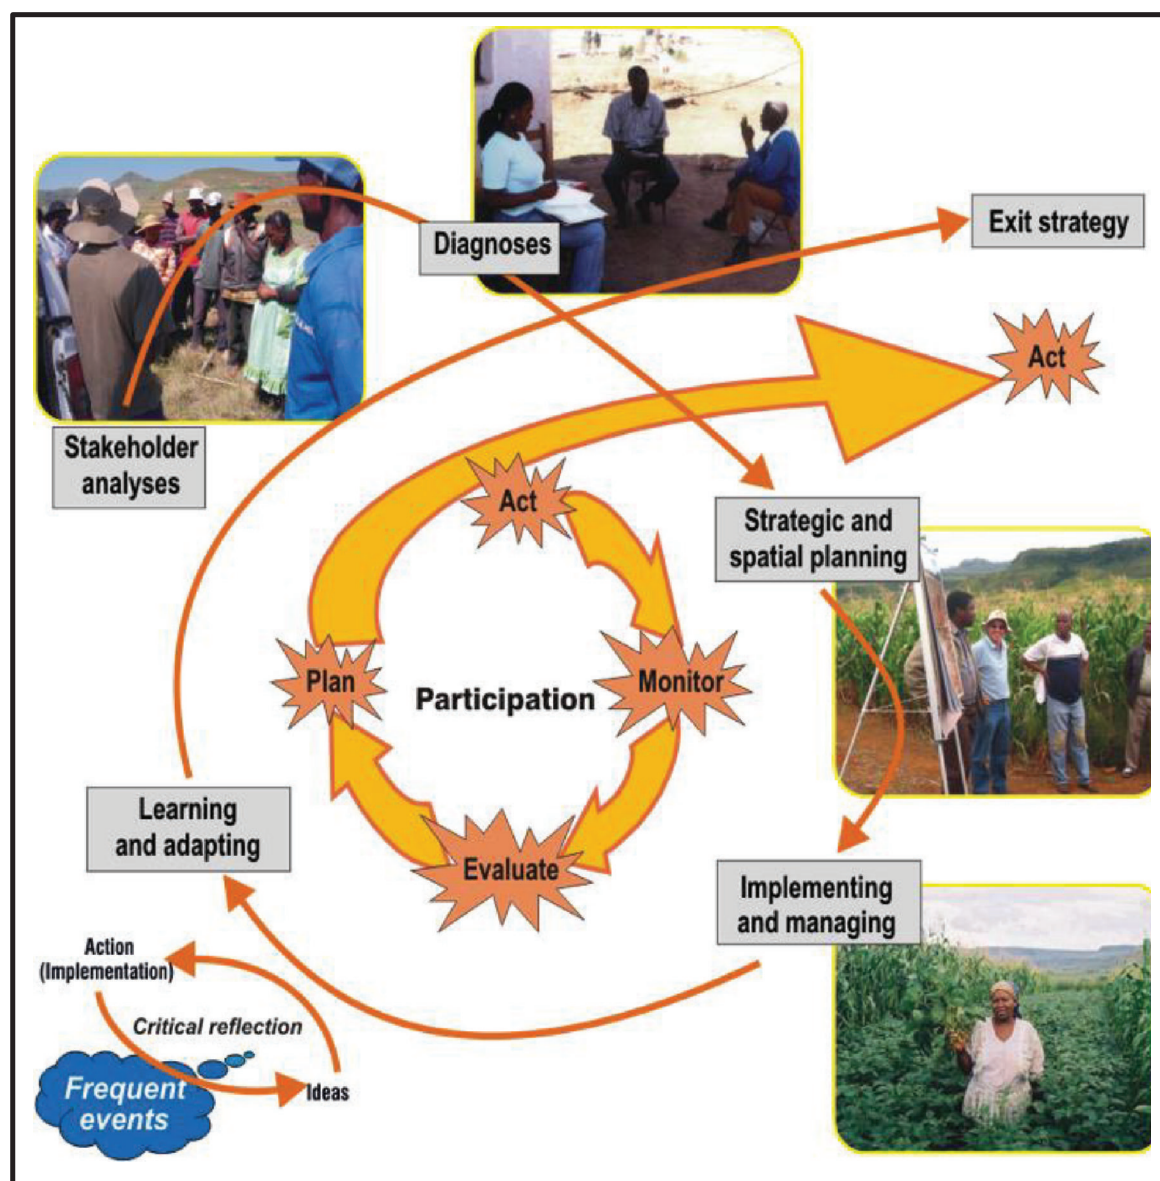 Diagnoses
Exit strategy
Stakeholder
analyses
Act
Act
Strategic and
spatial planning
Plan
Participation
Monitor
Learning
and adapting
Evaluate
Implementing
and managing
Action
(Implementation)
Critical reflection
Frequent
events
Ideas